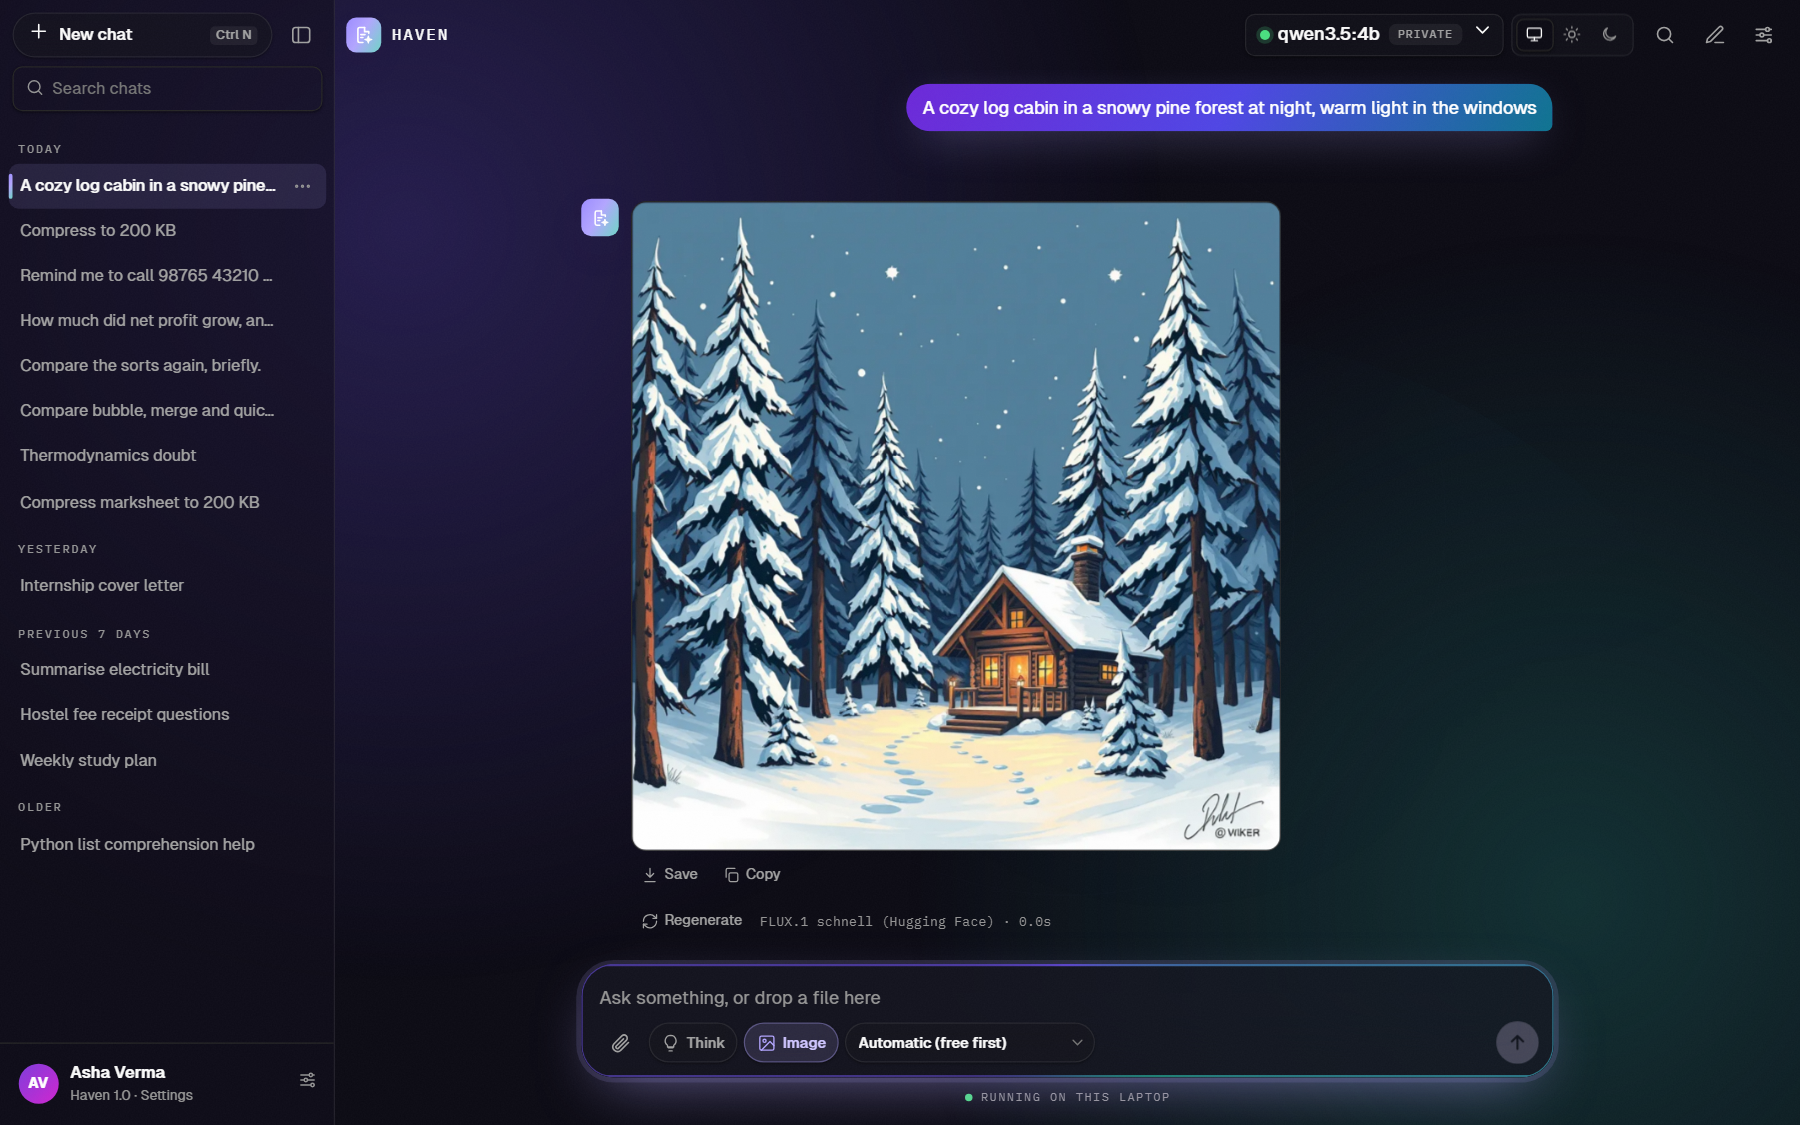 New chat
Ctrl N
Search chats
TODAY
A cozy log cabin in a snowy pine...
Compress to 200 KB
Remind me to call 98765 43210 ...
How much did net profit grow, an...
Compare the sorts again, briefly.
Compare bubble, merge and quic...
Thermodynamics doubt
Compress marksheet to 200 KB
YESTERDAY
Internship cover letter
PREVIOUS 7 DAYS
Summarise electricity bill
Hostel fee receipt questions
Weekly study plan
OLDER
Python list comprehension help
AV
Asha Verma
Haven 1.0 · Settings
HAVEN
qwen3.5:4b
PRIVATE
A cozy log cabin in a snowy pine forest at night, warm light in the windows
@ WIKER
Save
Copy
Regenerate
FLUX.1 schnell (Hugging Face) · 0.0s
Ask something, or drop a file here
Think
Image
Automatic (free first)
RUNNING ON THIS LAPTOP